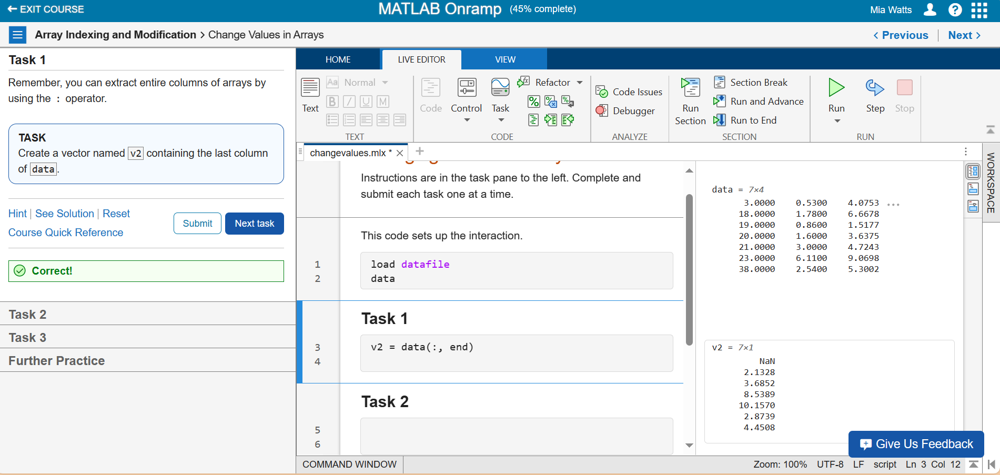 EXIT COURSE
MATLAB Onramp (45% complete)
Mia Watts
Array Indexing and Modification > Change Values in Arrays
< Previous
Next >
Task 1
Remember, you can extract entire columns of arrays by
using the : operator.
TASK
Create a vector named v2 containing the last column
of data.
Hint | See Solution | Reset
Course Quick Reference
Submit
Next task
Correct!
Task 2
Task 3
Further Practice
HOME
LIVE EDITOR
VIEW
Text
Aa Normal
B I U M
TEXT
Code
Control
Task
Refactor
CODE
Code Issues
Debugger
ANALYZE
Run
Section
Section Break
Run and Advance
Run to End
SECTION
Run
Step
Stop
RUN
changevalues.mlx *
Instructions are in the task pane to the left. Complete and
submit each task one at a time.
This code sets up the interaction.
1 load datafile
2 data
Task 1
3 v2 = data(:, end)
4
Task 2
5
6
data = 7×4
3.0000 0.5300 4.0753 ...
18.0000 1.7800 6.6678
19.0000 0.8600 1.5177
20.0000 1.6000 3.6375
21.0000 3.0000 4.7243
23.0000 6.1100 9.0698
38.0000 2.5400 5.3002
v2 = 7×1
NaN
2.1328
3.6852
8.5389
10.1570
2.8739
4.4508
WORKSPACE
Give Us Feedback
COMMAND WINDOW
Zoom: 100% UTF-8 LF script Ln 3 Col 12